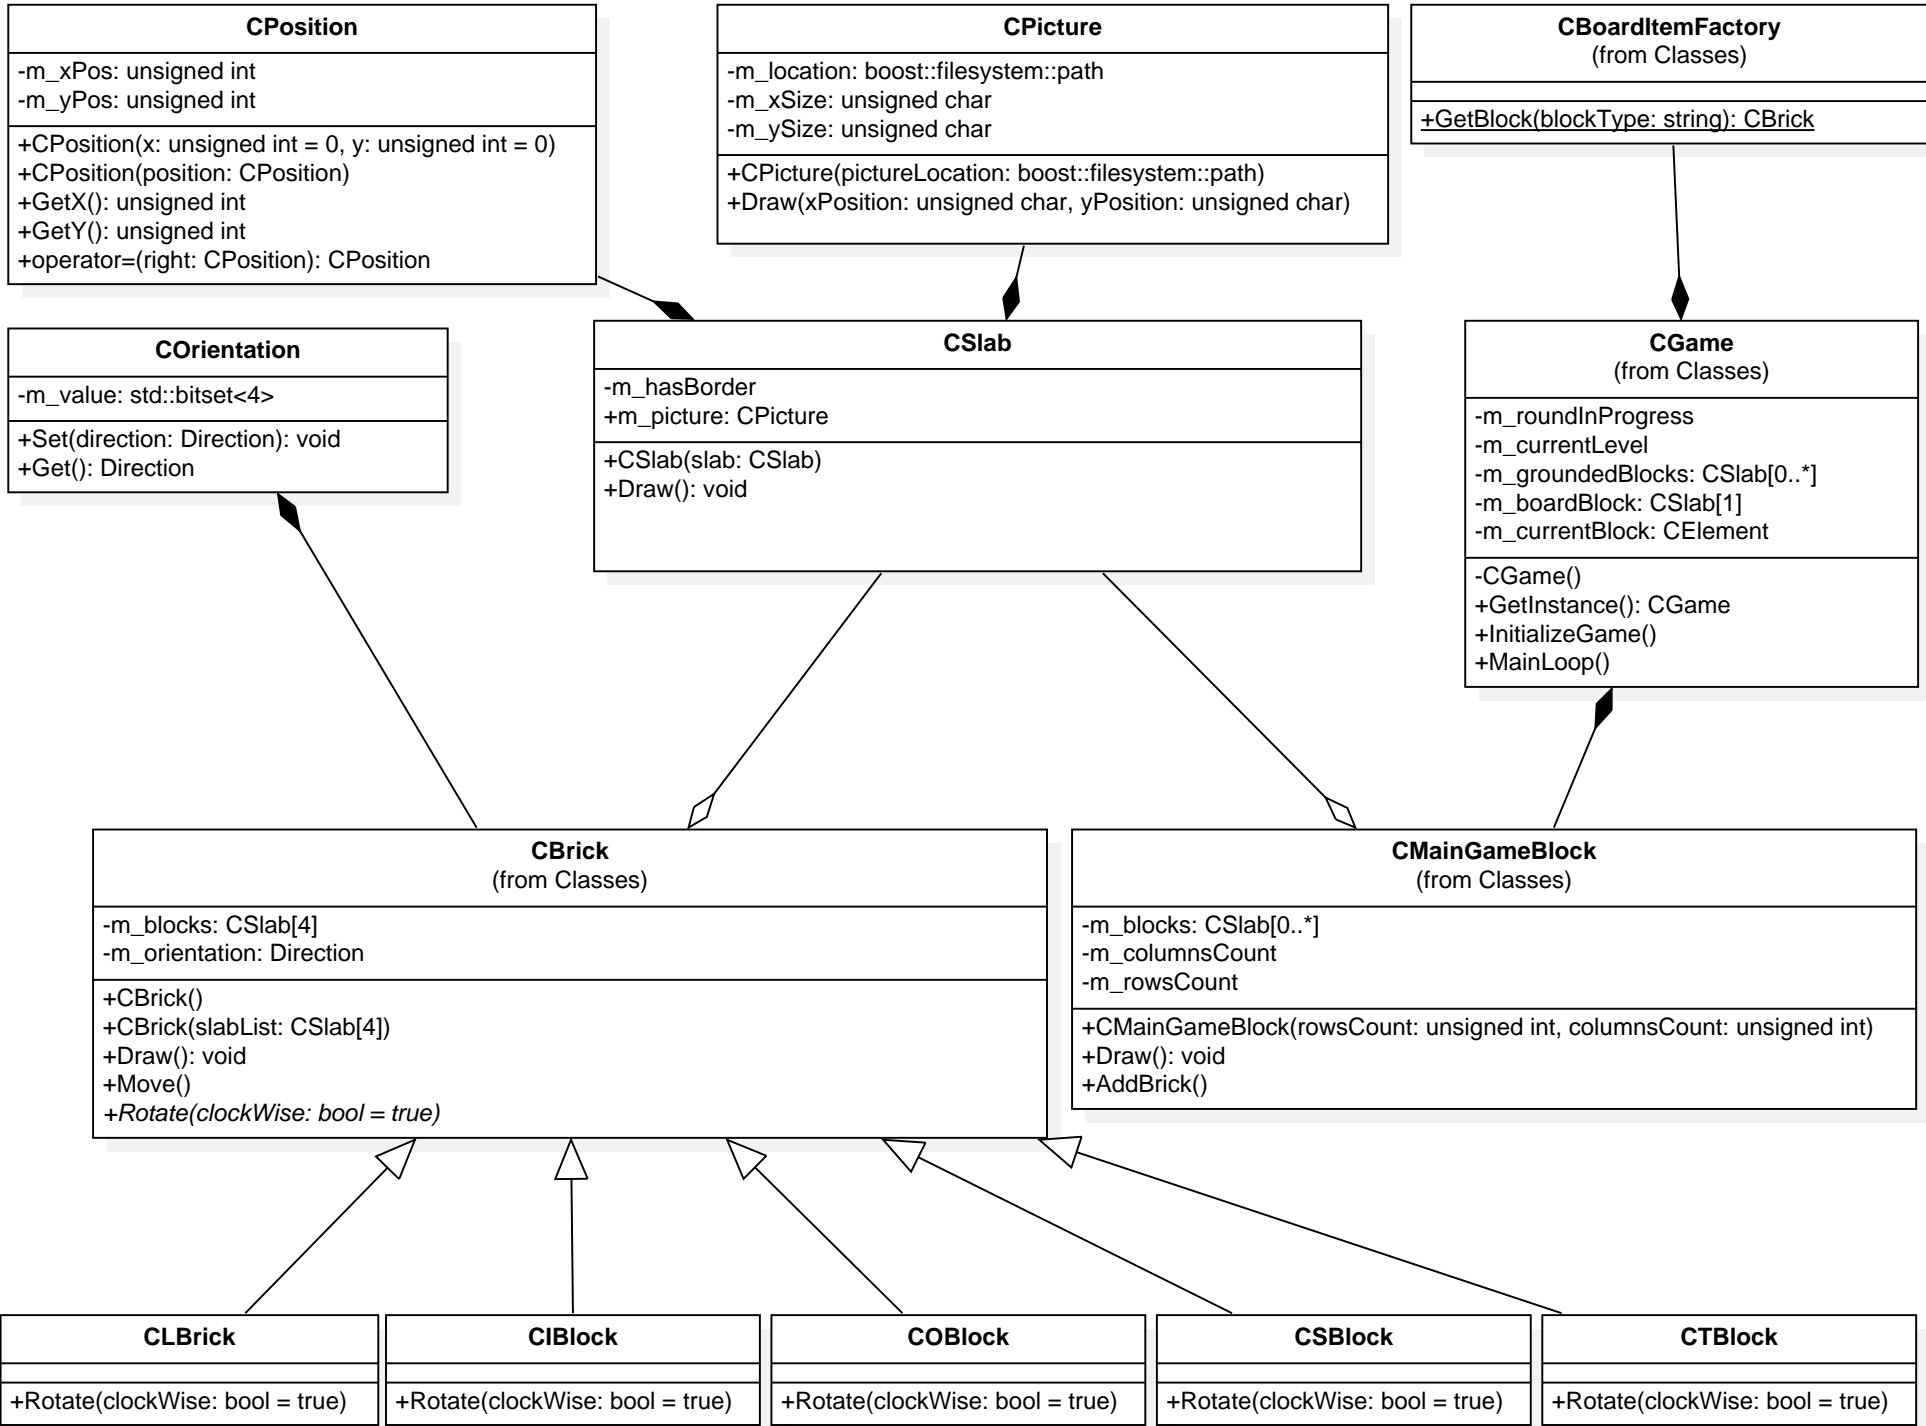 CPosition
-m_xPos: unsigned int
-m_yPos: unsigned int
+CPosition(x: unsigned int = 0, y: unsigned int = 0)
+CPosition(position: CPosition)
+GetX(): unsigned int
+GetY(): unsigned int
+operator=(right: CPosition): CPosition
CPicture
-m_location: boost::filesystem::path
-m_xSize: unsigned char
-m_ySize: unsigned char
+CPicture(pictureLocation: boost::filesystem::path)
+Draw(xPosition: unsigned char, yPosition: unsigned char)
CBoardItemFactory
(from Classes)
+GetBlock(blockType: string): CBrick
COrientation
-m_value: std::bitset<4>
+Set(direction: Direction): void
+Get(): Direction
CSlab
-m_hasBorder
+m_picture: CPicture
+CSlab(slab: CSlab)
+Draw(): void
CGame
(from Classes)
-m_roundInProgress
-m_currentLevel
-m_groundedBlocks: CSlab[0..*]
-m_boardBlock: CSlab[1]
-m_currentBlock: CElement
-CGame()
+GetInstance(): CGame
+InitializeGame()
+MainLoop()
CBrick
(from Classes)
-m_blocks: CSlab[4]
-m_orientation: Direction
+CBrick()
+CBrick(slabList: CSlab[4])
+Draw(): void
+Move()
+Rotate(clockWise: bool = true)
CMainGameBlock
(from Classes)
-m_blocks: CSlab[0..*]
-m_columnsCount
-m_rowsCount
+CMainGameBlock(rowsCount: unsigned int, columnsCount: unsigned int)
+Draw(): void
+AddBrick()
CLBrick
+Rotate(clockWise: bool = true)
CIBlock
+Rotate(clockWise: bool = true)
COBlock
+Rotate(clockWise: bool = true)
CSBlock
+Rotate(clockWise: bool = true)
CTBlock
+Rotate(clockWise: bool = true)